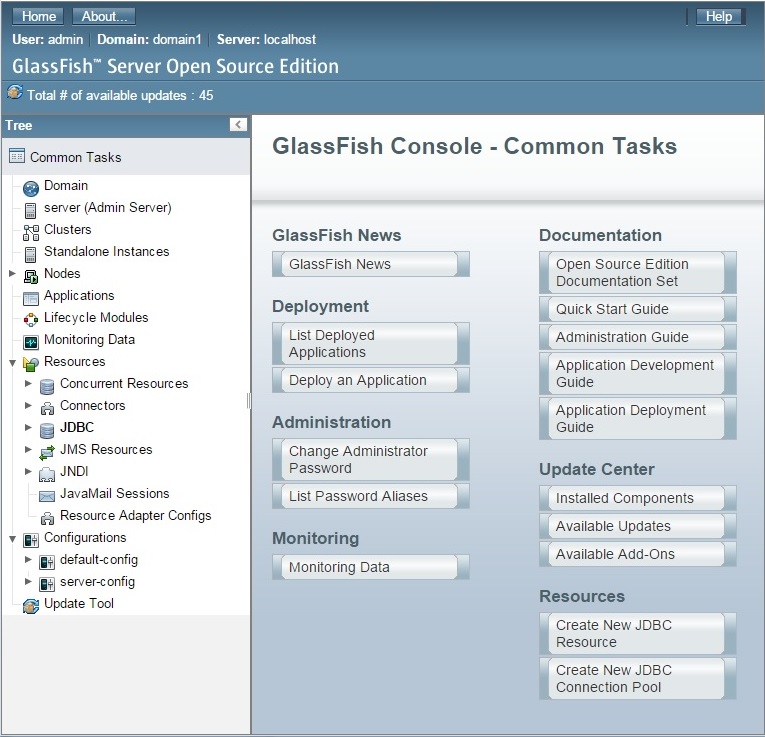 Home About... Help
User: admin Domain: domain1 Server: localhost
GlassFish™ Server Open Source Edition
Total # of available updates : 45
Tree
Common Tasks
Domain
server (Admin Server)
Clusters
Standalone Instances
Nodes
Applications
Lifecycle Modules
Monitoring Data
Resources
Concurrent Resources
Connectors
JDBC
JMS Resources
JNDI
JavaMail Sessions
Resource Adapter Configs
Configurations
default-config
server-config
Update Tool
GlassFish Console - Common Tasks
GlassFish News
GlassFish News
Deployment
List Deployed
Applications
Deploy an Application
Administration
Change Administrator
Password
List Password Aliases
Monitoring
Monitoring Data
Documentation
Open Source Edition
Documentation Set
Quick Start Guide
Administration Guide
Application Development
Guide
Application Deployment
Guide
Update Center
Installed Components
Available Updates
Available Add-Ons
Resources
Create New JDBC
Resource
Create New JDBC
Connection Pool